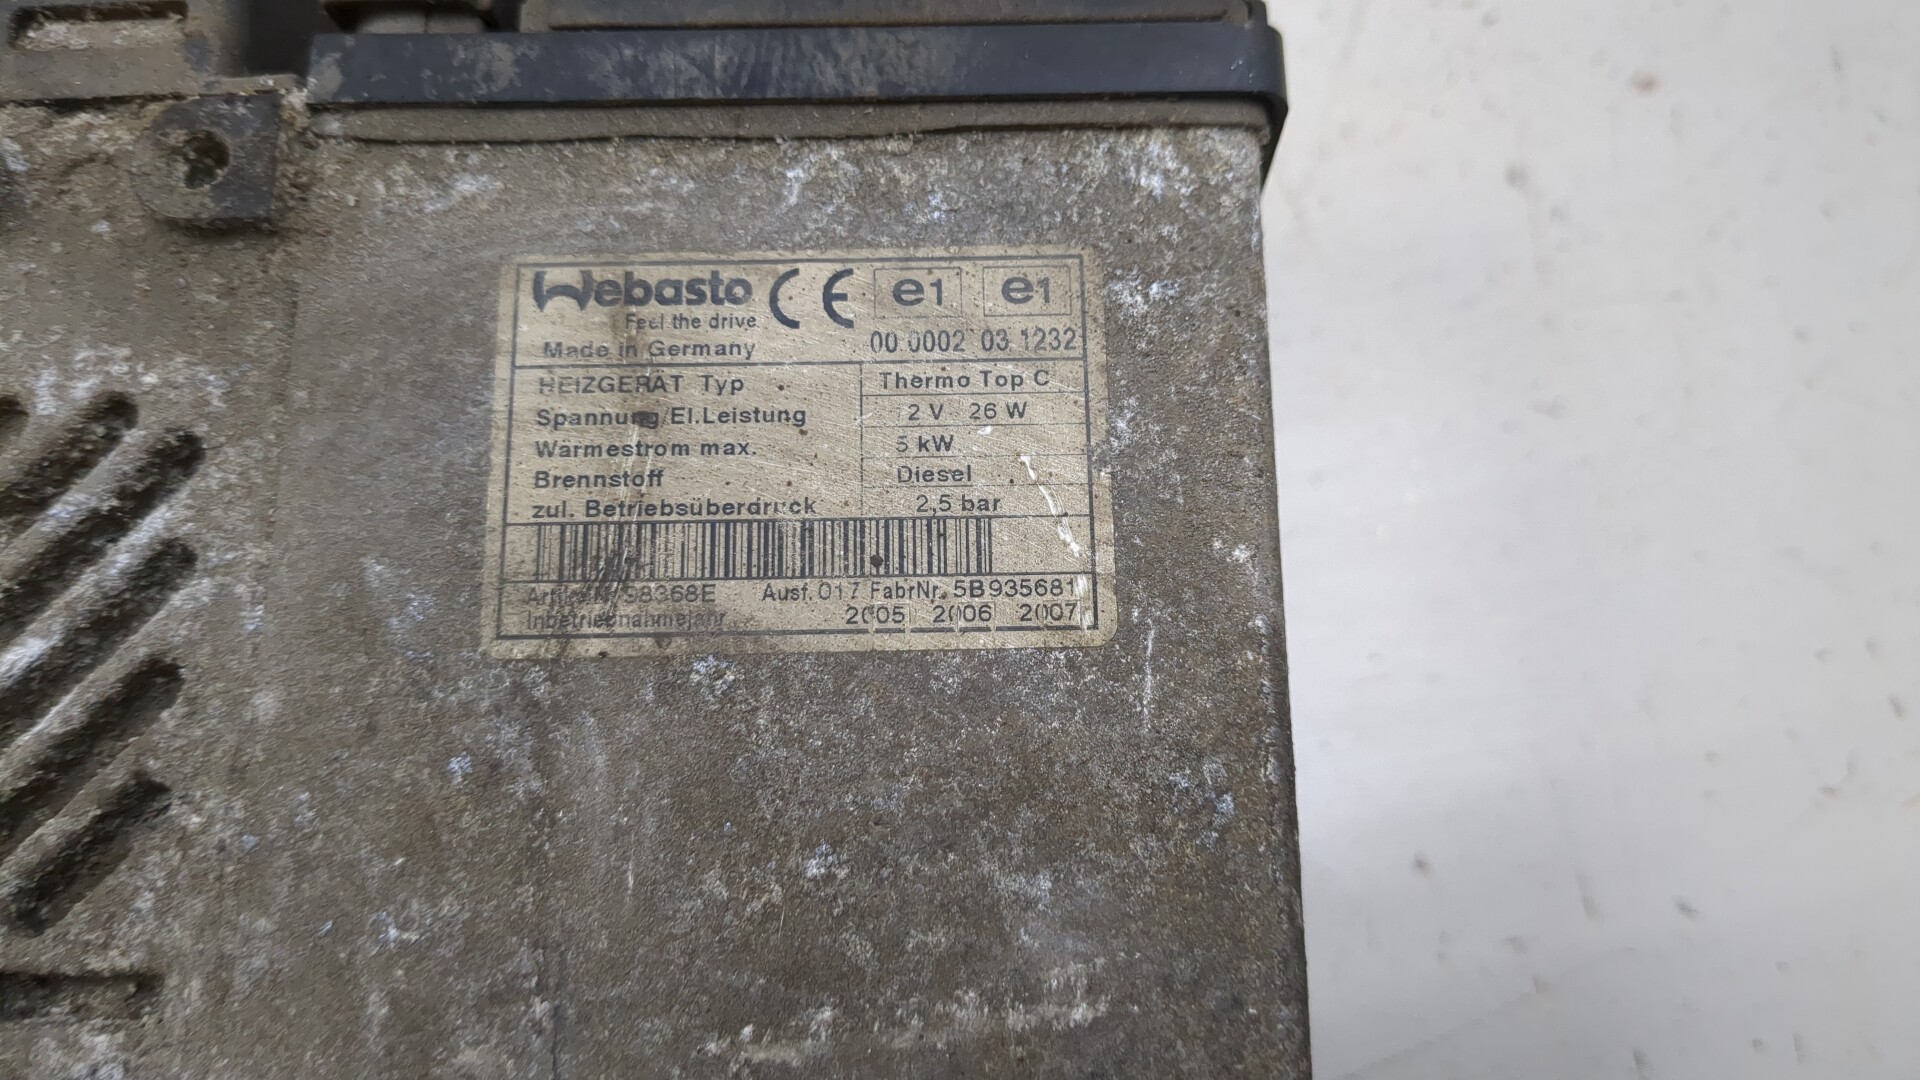 Webasto CE e1 e1
Feel the drive
Made in Germany 00 0002 03 1232
HEIZGERÄT Typ Thermo Top C
Spannung/El.Leistung 2 V 26 W
Wärmestrom max. 5 kW
Brennstoff Diesel
zul. Betriebsüberdruck 2,5 bar
98368E Ausf. 017 FabrNr. 5B935681
Inbetriebnahmejahr 2005 2006 2007